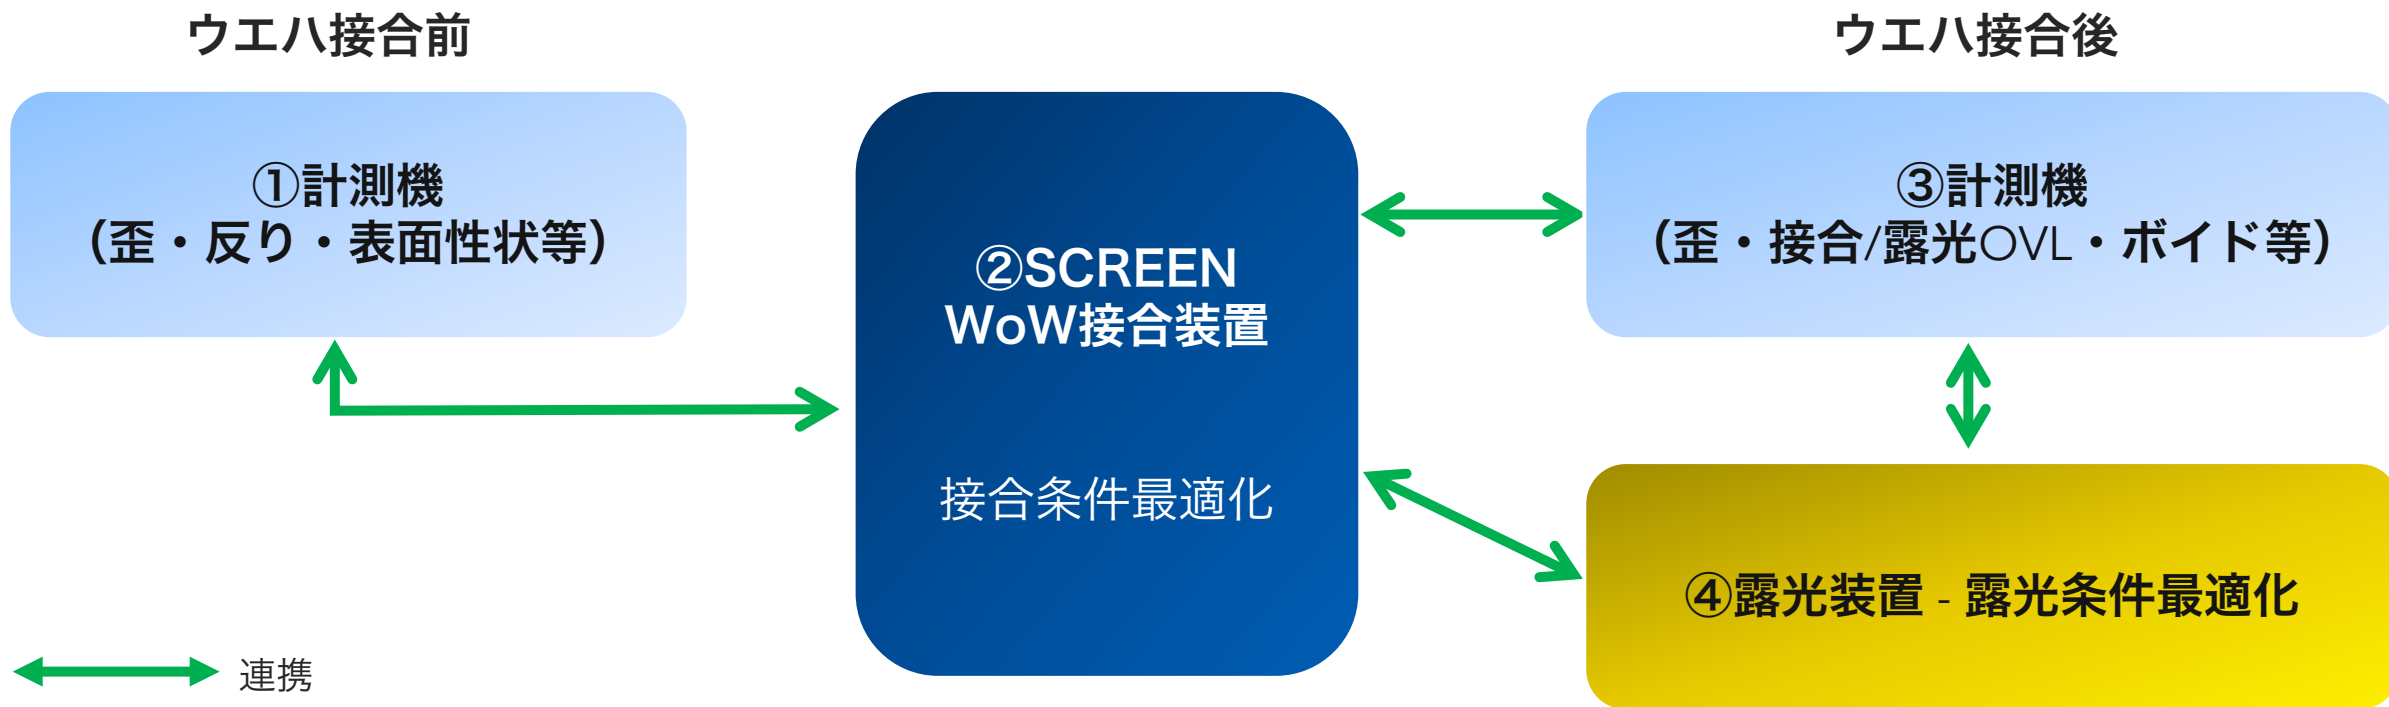 ウエハ接合前
ウエハ接合後
①計測機
（歪・反り・表面性状等）
②SCREEN
WoW接合装置
接合条件最適化
③計測機
（歪・接合/露光OVL・ボイド等）
④露光装置 - 露光条件最適化
連携